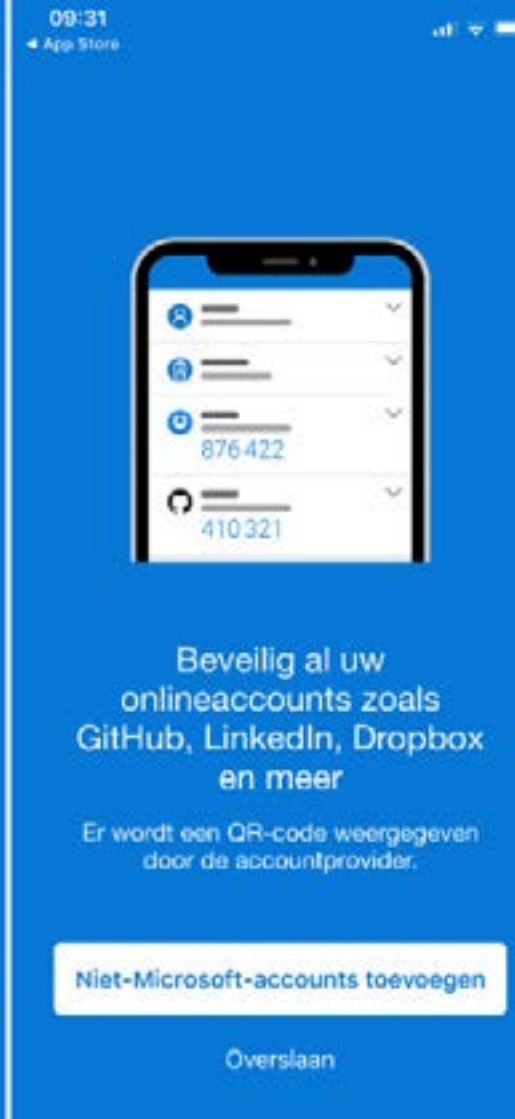 09:31
◀ App Store
876 422
410 321
Beveilig al uw
onlineaccounts zoals
GitHub, LinkedIn, Dropbox
en meer
Er wordt een QR-code weergegeven
door de accountprovider.
Niet-Microsoft-accounts toevoegen
Overslaan